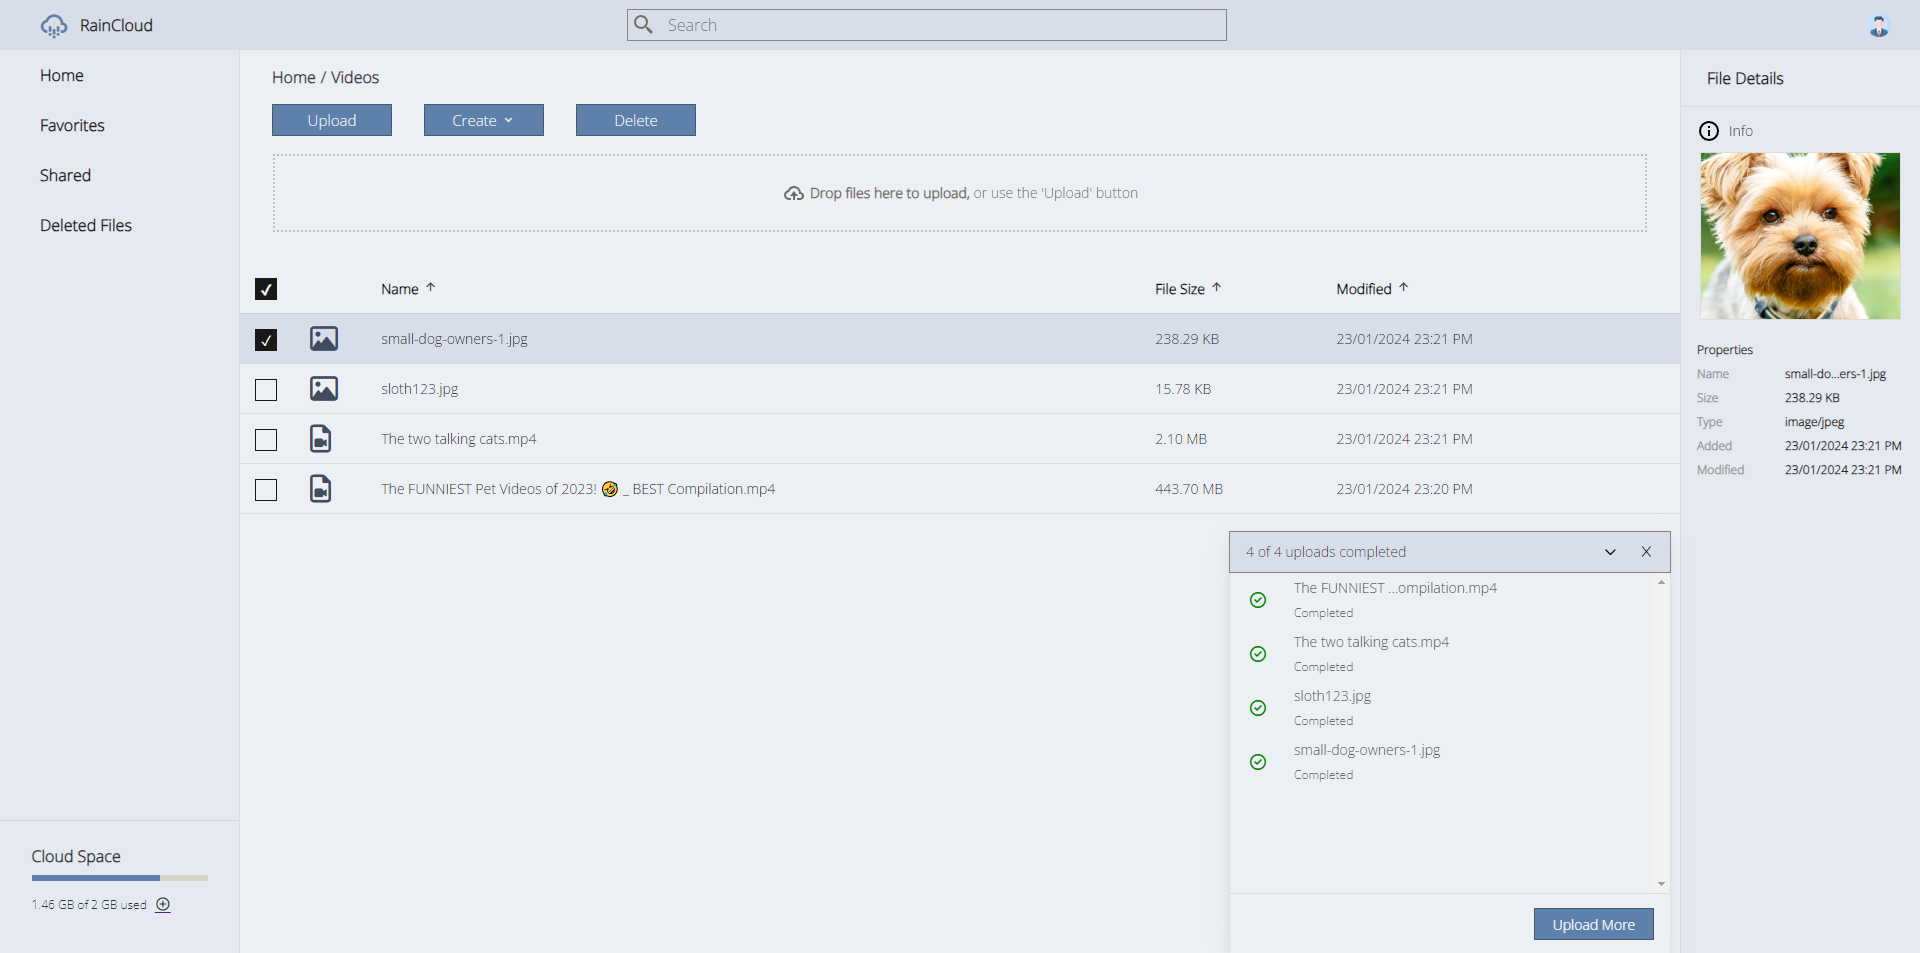 RainCloud
Search
Home
Favorites
Shared
Deleted Files
Cloud Space
1.46 GB of 2 GB used
Home / Videos
Upload
Create
Delete
Drop files here to upload, or use the 'Upload' button
Name File Size Modified
small-dog-owners-1.jpg 238.29 KB 23/01/2024 23:21 PM
sloth123.jpg 15.78 KB 23/01/2024 23:21 PM
The two talking cats.mp4 2.10 MB 23/01/2024 23:21 PM
The FUNNIEST Pet Videos of 2023! 🤣 _ BEST Compilation.mp4 443.70 MB 23/01/2024 23:20 PM
4 of 4 uploads completed X
The FUNNIEST ...ompilation.mp4
Completed
The two talking cats.mp4
Completed
sloth123.jpg
Completed
small-dog-owners-1.jpg
Completed
Upload More
File Details
Info
Properties
Name small-do...ers-1.jpg
Size 238.29 KB
Type image/jpeg
Added 23/01/2024 23:21 PM
Modified 23/01/2024 23:21 PM